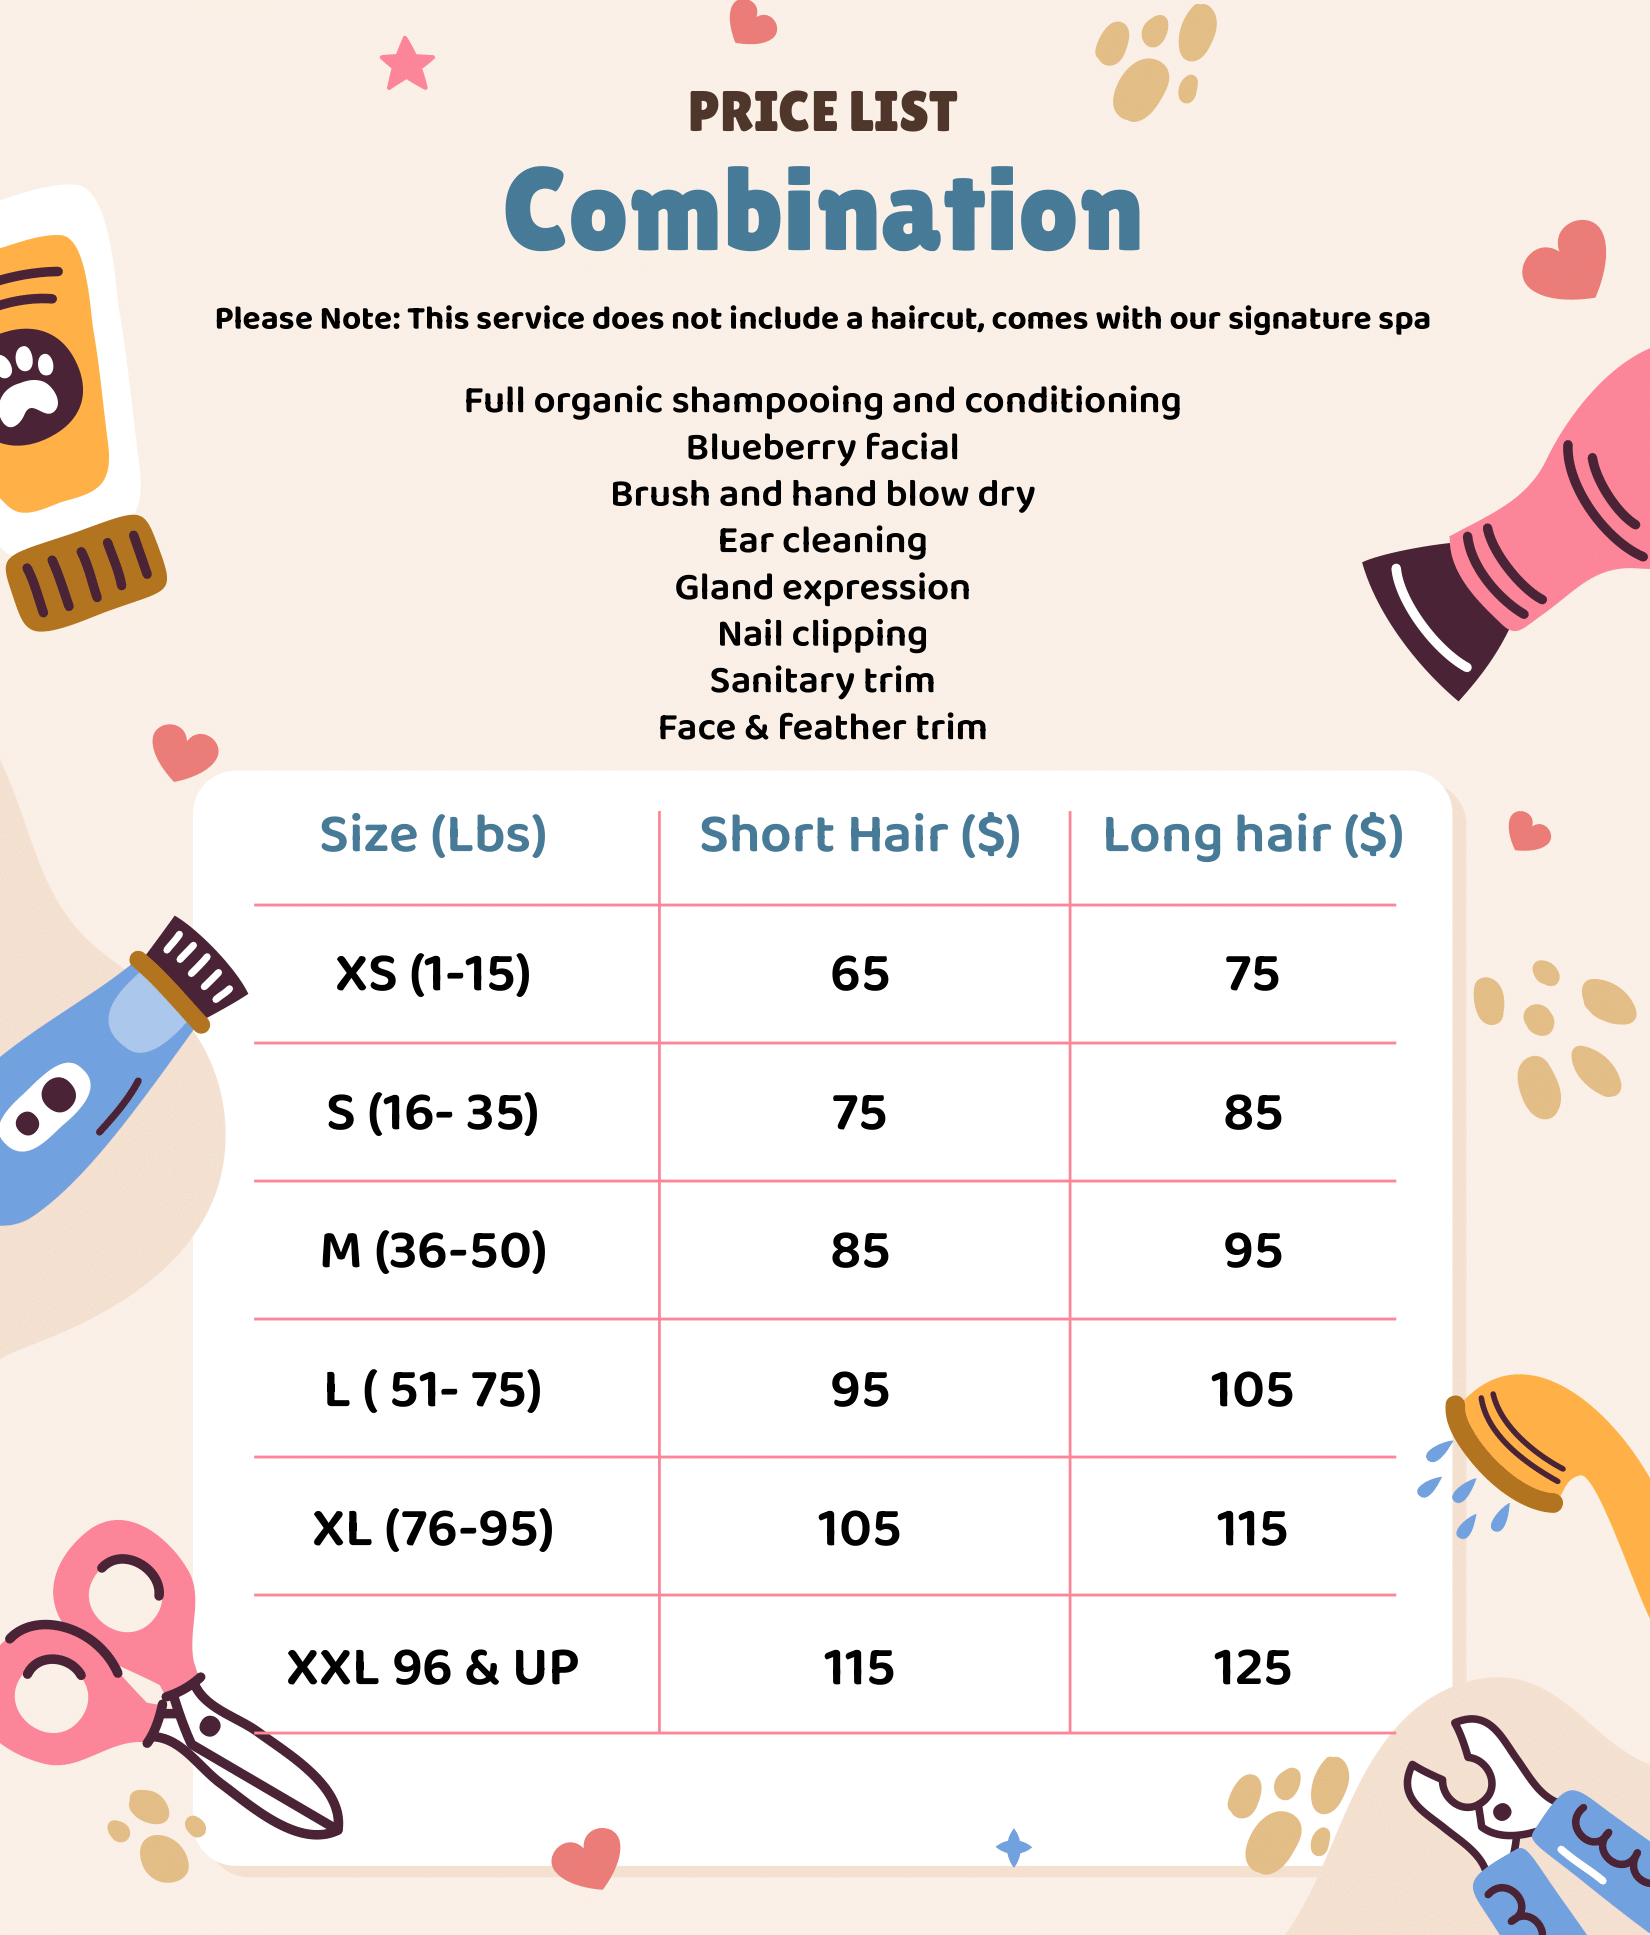 PRICE LIST
Combination
Please Note: This service does not include a haircut, comes with our signature spa
Full organic shampooing and conditioning
Blueberry facial
Brush and hand blow dry
Ear cleaning
Gland expression
Nail clipping
Sanitary trim
Face & feather trim
Size (Lbs) Short Hair ($) Long hair ($)
XS (1-15) 65 75
S (16- 35) 75 85
M (36-50) 85 95
L ( 51- 75) 95 105
XL (76-95) 105 115
XXL 96 & UP 115 125